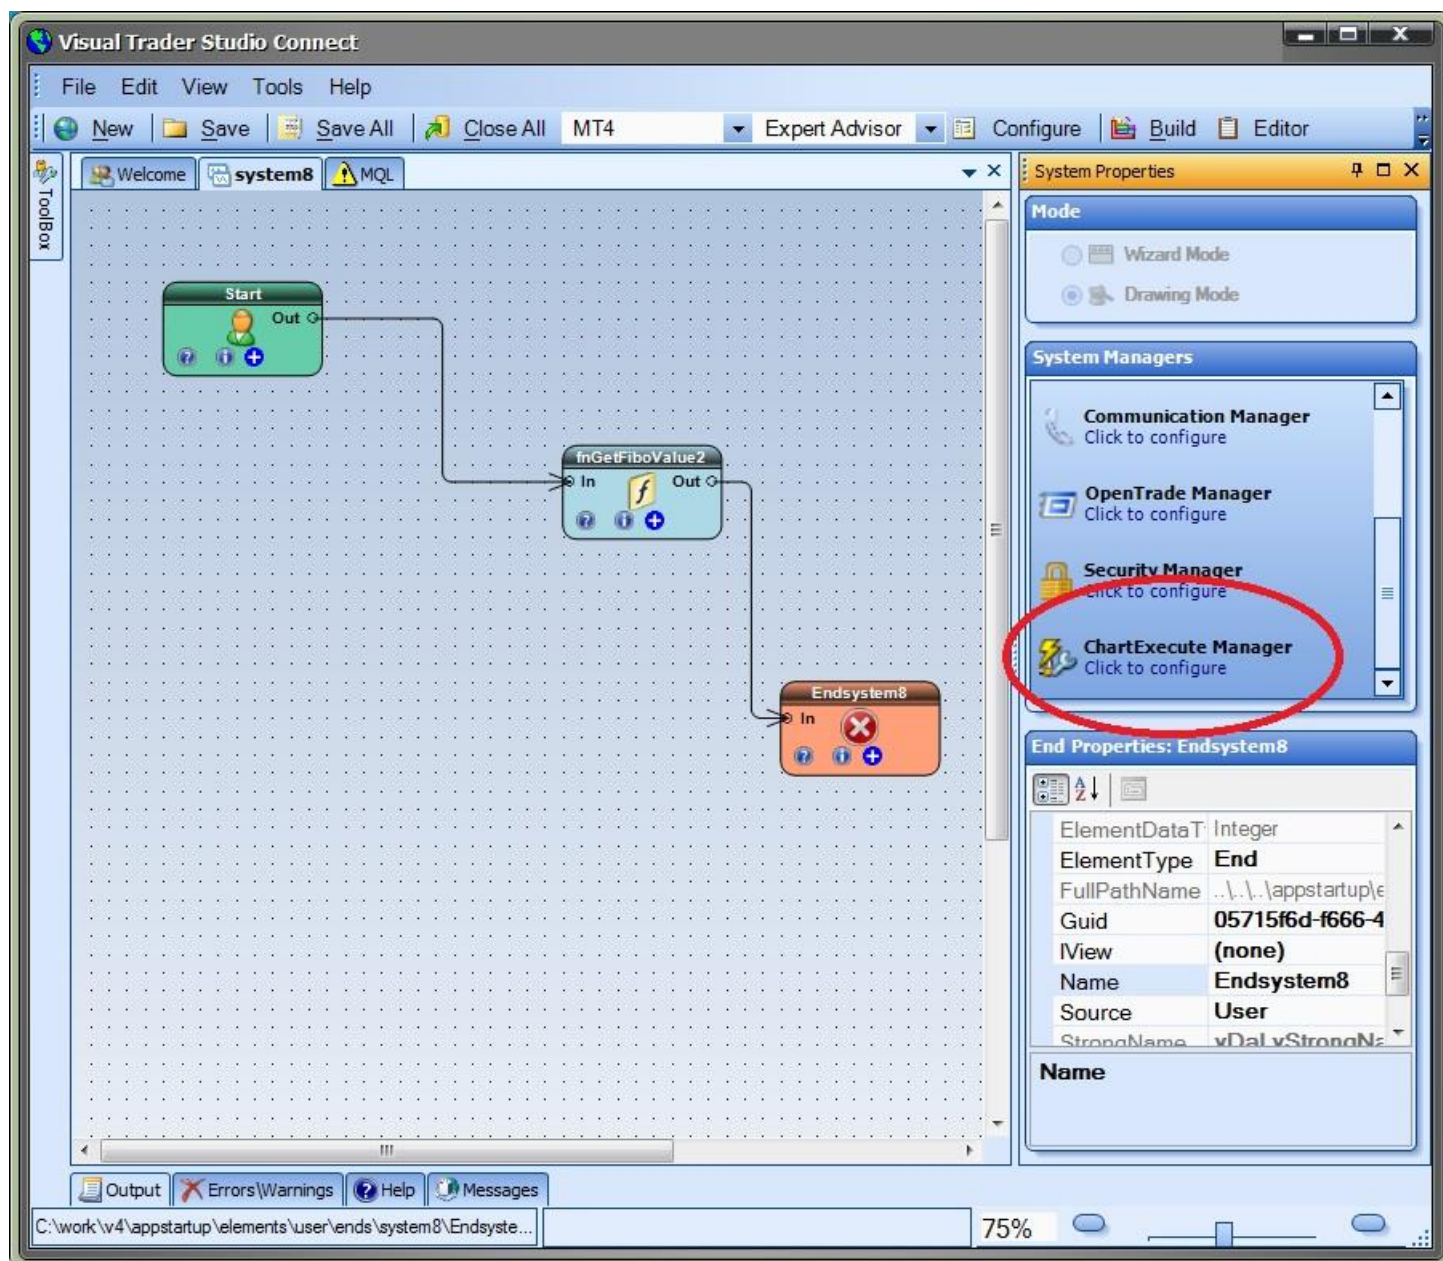 Visual Trader Studio Connect
File Edit View Tools Help
New Save Save All Close All MT4 Expert Advisor Configure Build Editor
ToolBox
Welcome system8 MQL
System Properties
Mode
Wizard Mode
Drawing Mode
Start
Out
fnGetFiboValue2
In Out
Endsystem8
In
System Managers
Communication Manager
Click to configure
OpenTrade Manager
Click to configure
Security Manager
Click to configure
ChartExecute Manager
Click to configure
End Properties: Endsystem8
ElementDataT Integer
ElementType End
FullPathName ..\..\..\appstartup\e
Guid 05715f6d-f666-4
IView (none)
Name Endsystem8
Source User
StrongName vDaLvStrongNa
Name
Output Errors\Warnings Help Messages
C:\work\v4\appstartup\elements\user\ends\system8\Endsyste...
75%